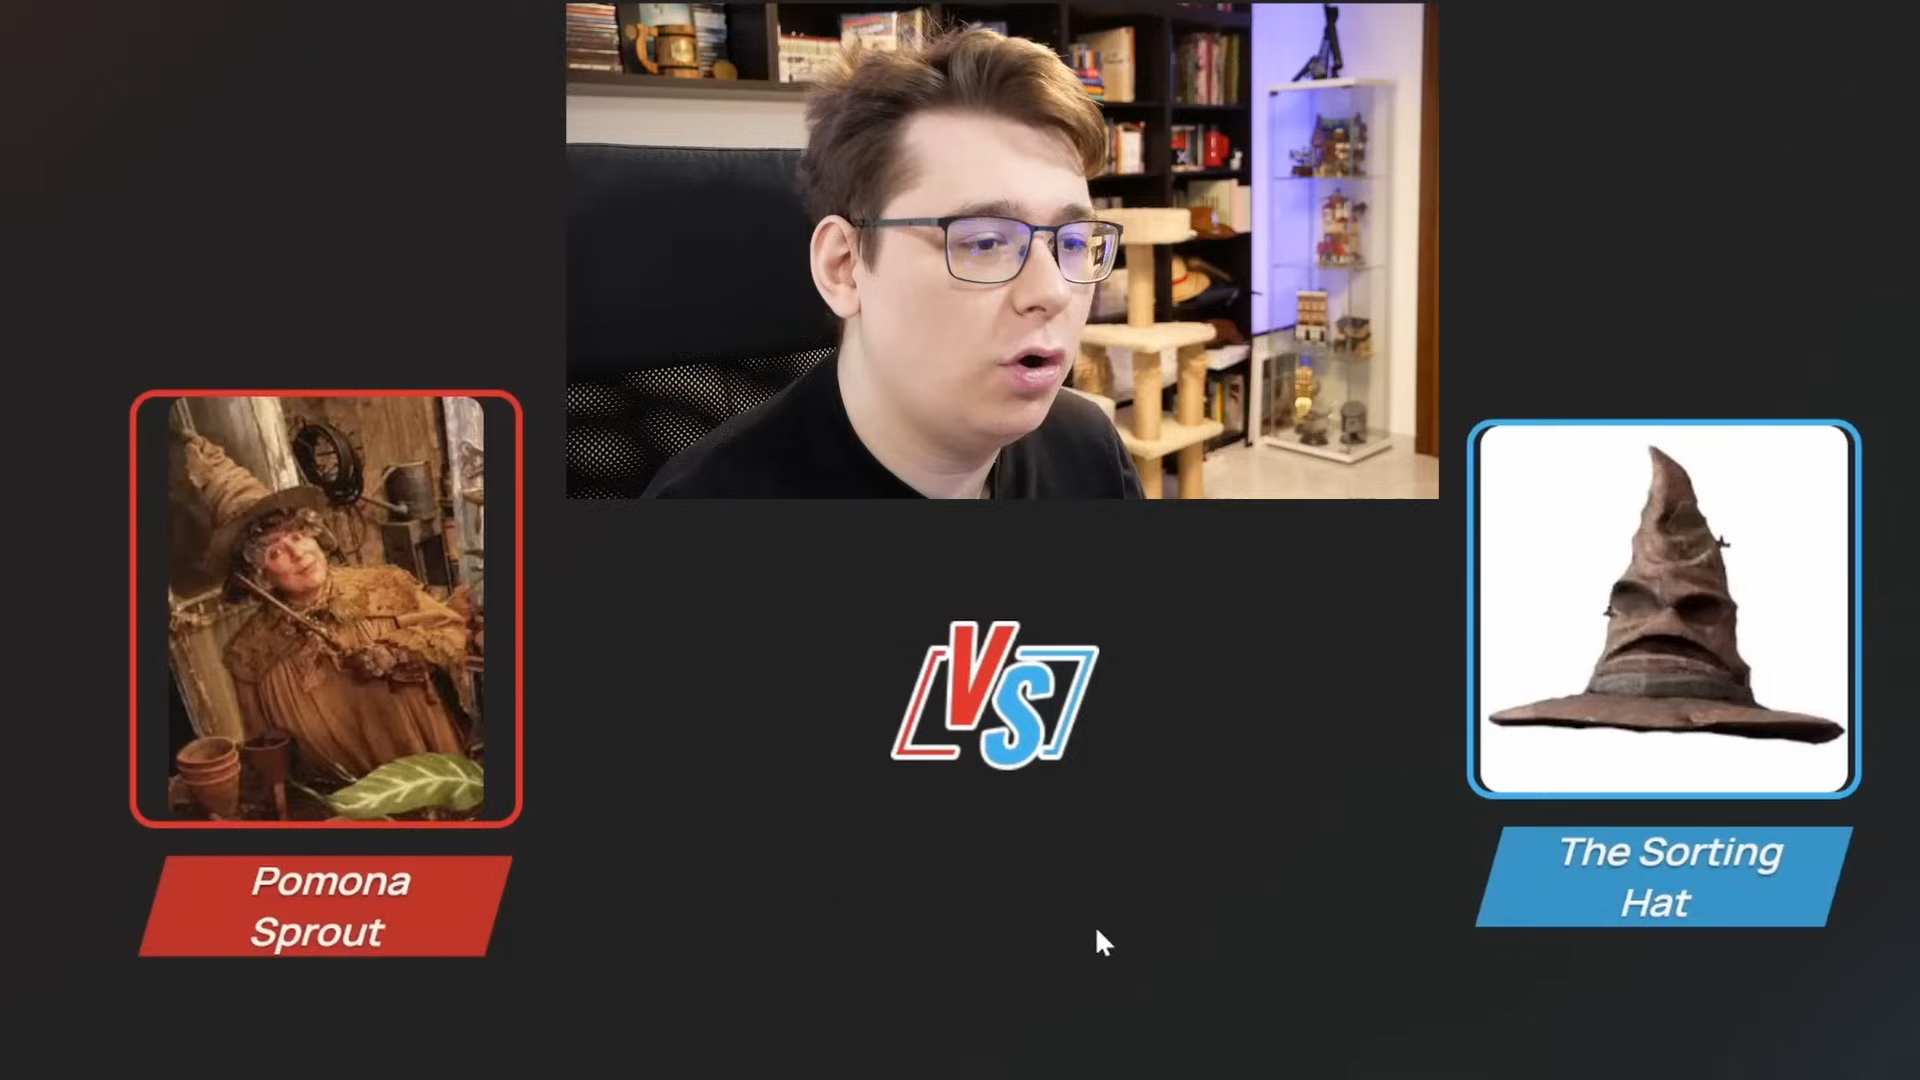 VS
Pomona
Sprout
The Sorting
Hat